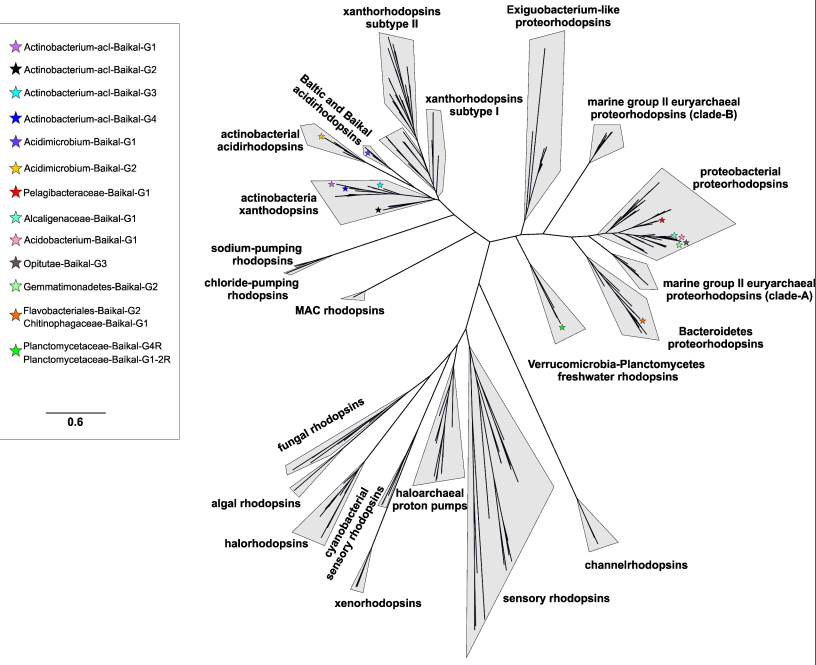 Actinobacterium-acI-Baikal-G1
Actinobacterium-acI-Baikal-G2
Actinobacterium-acI-Baikal-G3
Actinobacterium-acI-Baikal-G4
Acidimicrobium-Baikal-G1
Acidimicrobium-Baikal-G2
Pelagibacteraceae-Baikal-G1
Alcaligenaceae-Baikal-G1
Acidobacterium-Baikal-G1
Opitutae-Baikal-G3
Gemmatimonadetes-Baikal-G2
Flavobacteriales-Baikal-G2
Chitinophagaceae-Baikal-G1
Planctomycetaceae-Baikal-G4R
Planctomycetaceae-Baikal-G1-2R
0.6
xanthorhodopsins
subtype II
Exiguobacterium-like
proteorhodopsins
Baltic and Baikal
acidirhodopsins
xanthorhodopsins
subtype I
marine group II euryarchaeal
proteorhodopsins (clade-B)
actinobacterial
acidirhodopsins
proteobacterial
proteorhodopsins
actinobacteria
xanthodopsins
sodium-pumping
rhodopsins
chloride-pumping
rhodopsins
MAC rhodopsins
marine group II euryarchaeal
proteorhodopsins (clade-A)
Bacteroidetes
proteorhodopsins
Verrucomicrobia-Planctomycetes
freshwater rhodopsins
fungal rhodopsins
algal rhodopsins
halorhodopsins
cyanobacterial
sensory rhodopsins
haloarchaeal
proton pumps
xenorhodopsins
sensory rhodopsins
channelrhodopsins